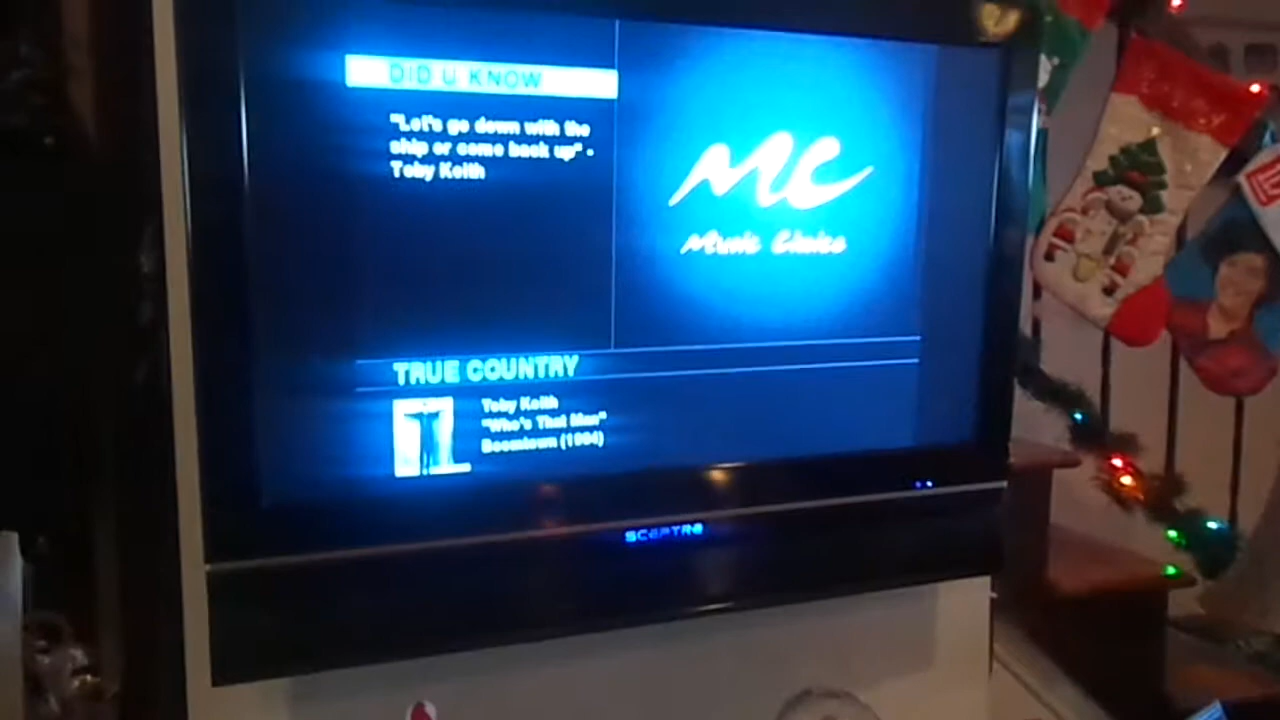 DID U KNOW
"Let's go down with the
ship or come back up" -
Toby Keith
MC
Music Choice
TRUE COUNTRY
Toby Keith
"Who's That Man"
Boomtown (1994)
SCEPTRE